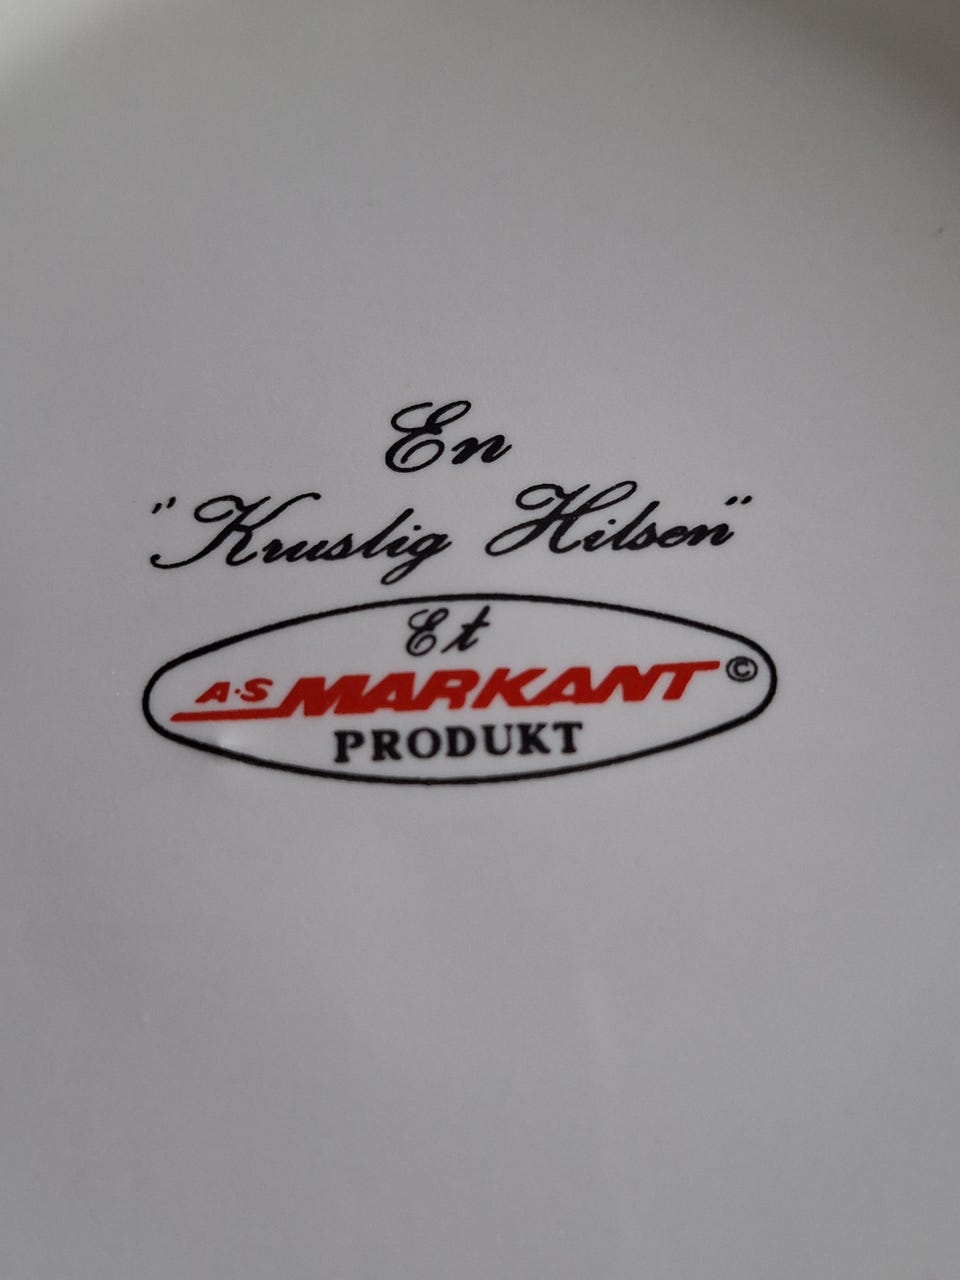 En
"Kruslig Hilsen"
Et
A·S MARKANT ©
PRODUKT